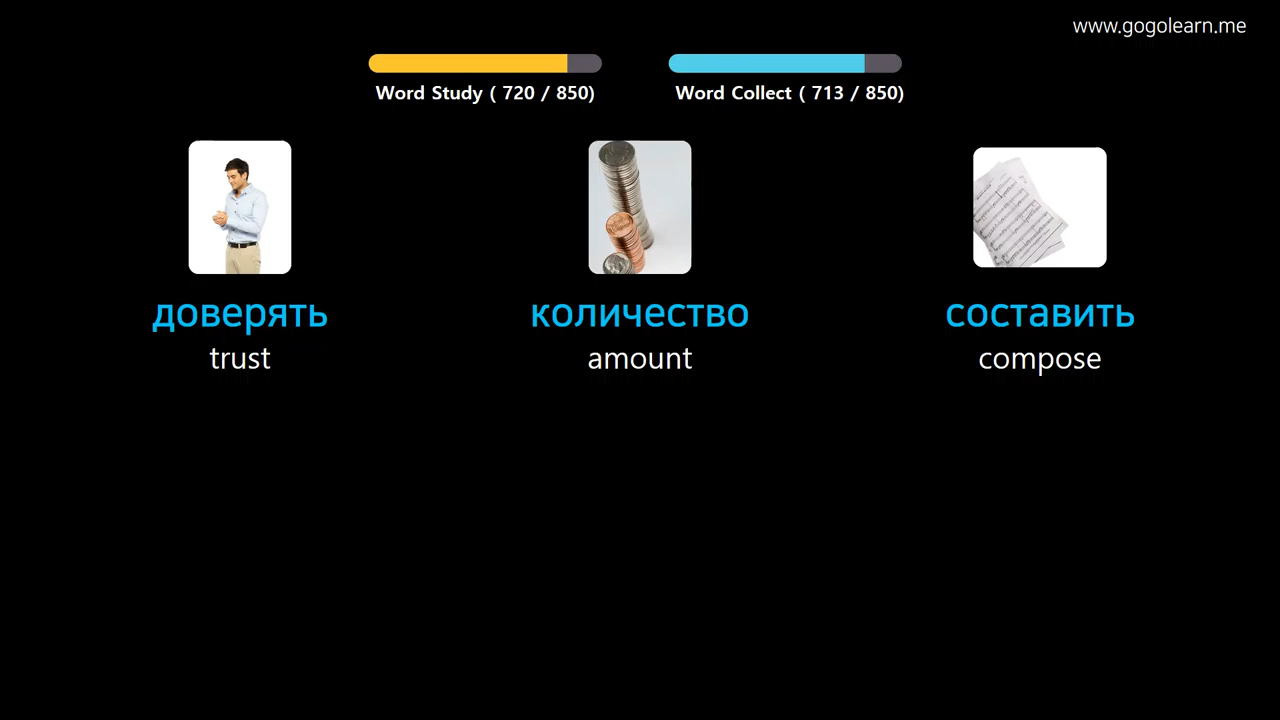 www.gogolearn.me
Word Study ( 720 / 850)
Word Collect ( 713 / 850)
доверять
trust
количество
amount
составить
compose